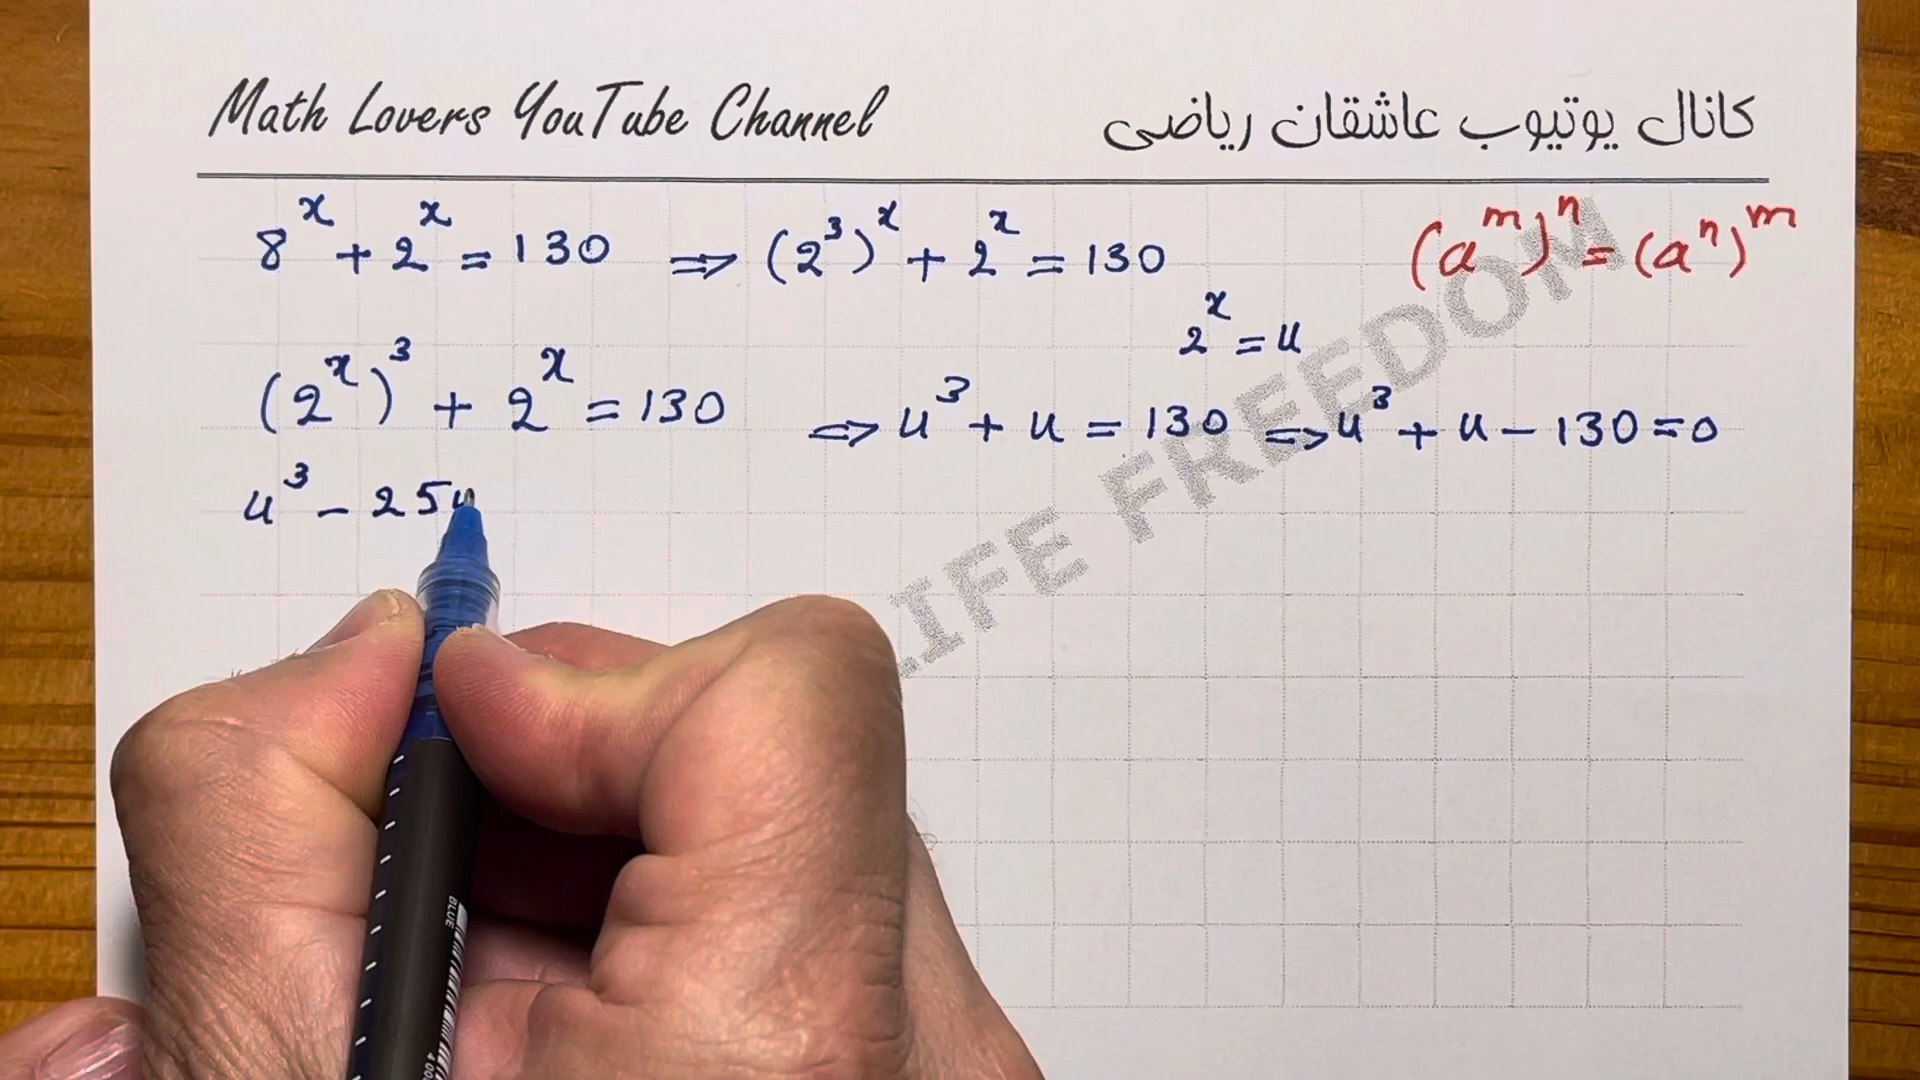 Math Lovers YouTube Channel کانال یوتیوب عاشقان ریاضی
8^x + 2^x = 130 ⇒ (2^3)^x + 2^x = 130 (a^m)^n = (a^n)^m
2^x = u
(2^x)^3 + 2^x = 130 ⇒ u^3 + u = 130 ⇒ u^3 + u - 130 = 0
u^3 - 25u
LIFE FREEDOM
BLUE